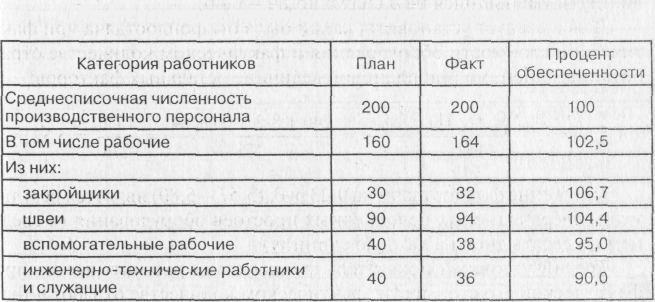 Категория работников План Факт Процент
обеспеченности
Среднесписочная численность
производственного персонала 200 200 100
В том числе рабочие 160 164 102,5
Из них:
закройщики 30 32 106,7
швеи 90 94 104,4
вспомогательные рабочие 40 38 95,0
инженерно-технические работники
и служащие 40 36 90,0